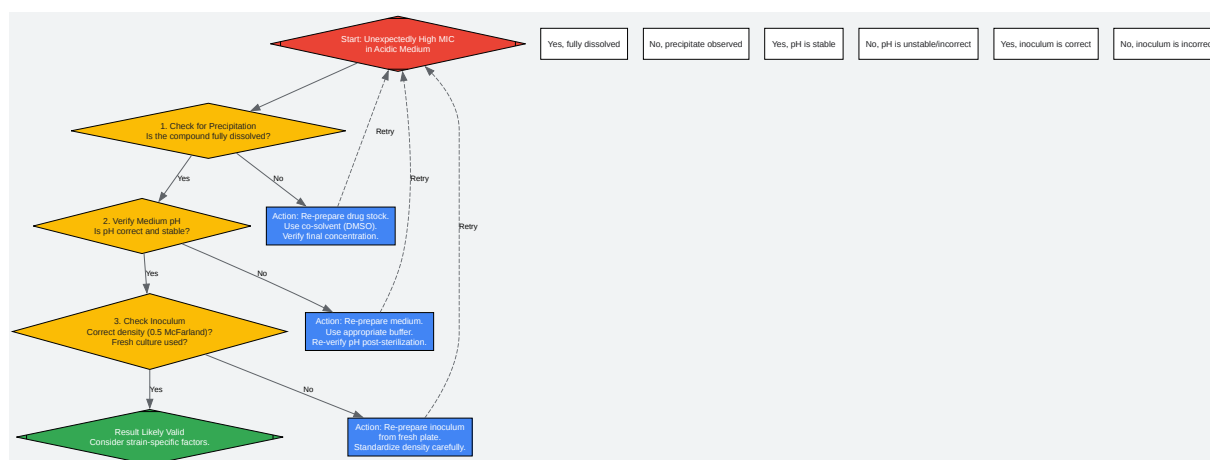 Start: Unexpectedly High MIC
in Acidic Medium
Yes, fully dissolved
No, precipitate observed
Yes, pH is stable
No, pH is unstable/incorrect
Yes, inoculum is correct
No, inoculum is incorrec
1. Check for Precipitation
Is the compound fully dissolved?
Retry
Yes
No
Retry
2. Verify Medium pH
Is pH correct and stable?
Action: Re-prepare drug stock.
Use co-solvent (DMSO).
Verify final concentration.
Retry
Yes
No
3. Check Inoculum
Correct density (0.5 McFarland)?
Fresh culture used?
Action: Re-prepare medium.
Use appropriate buffer.
Re-verify pH post-sterilization.
Yes
No
Result Likely Valid
Consider strain-specific factors.
Action: Re-prepare inoculum
from fresh plate.
Standardize density carefully.